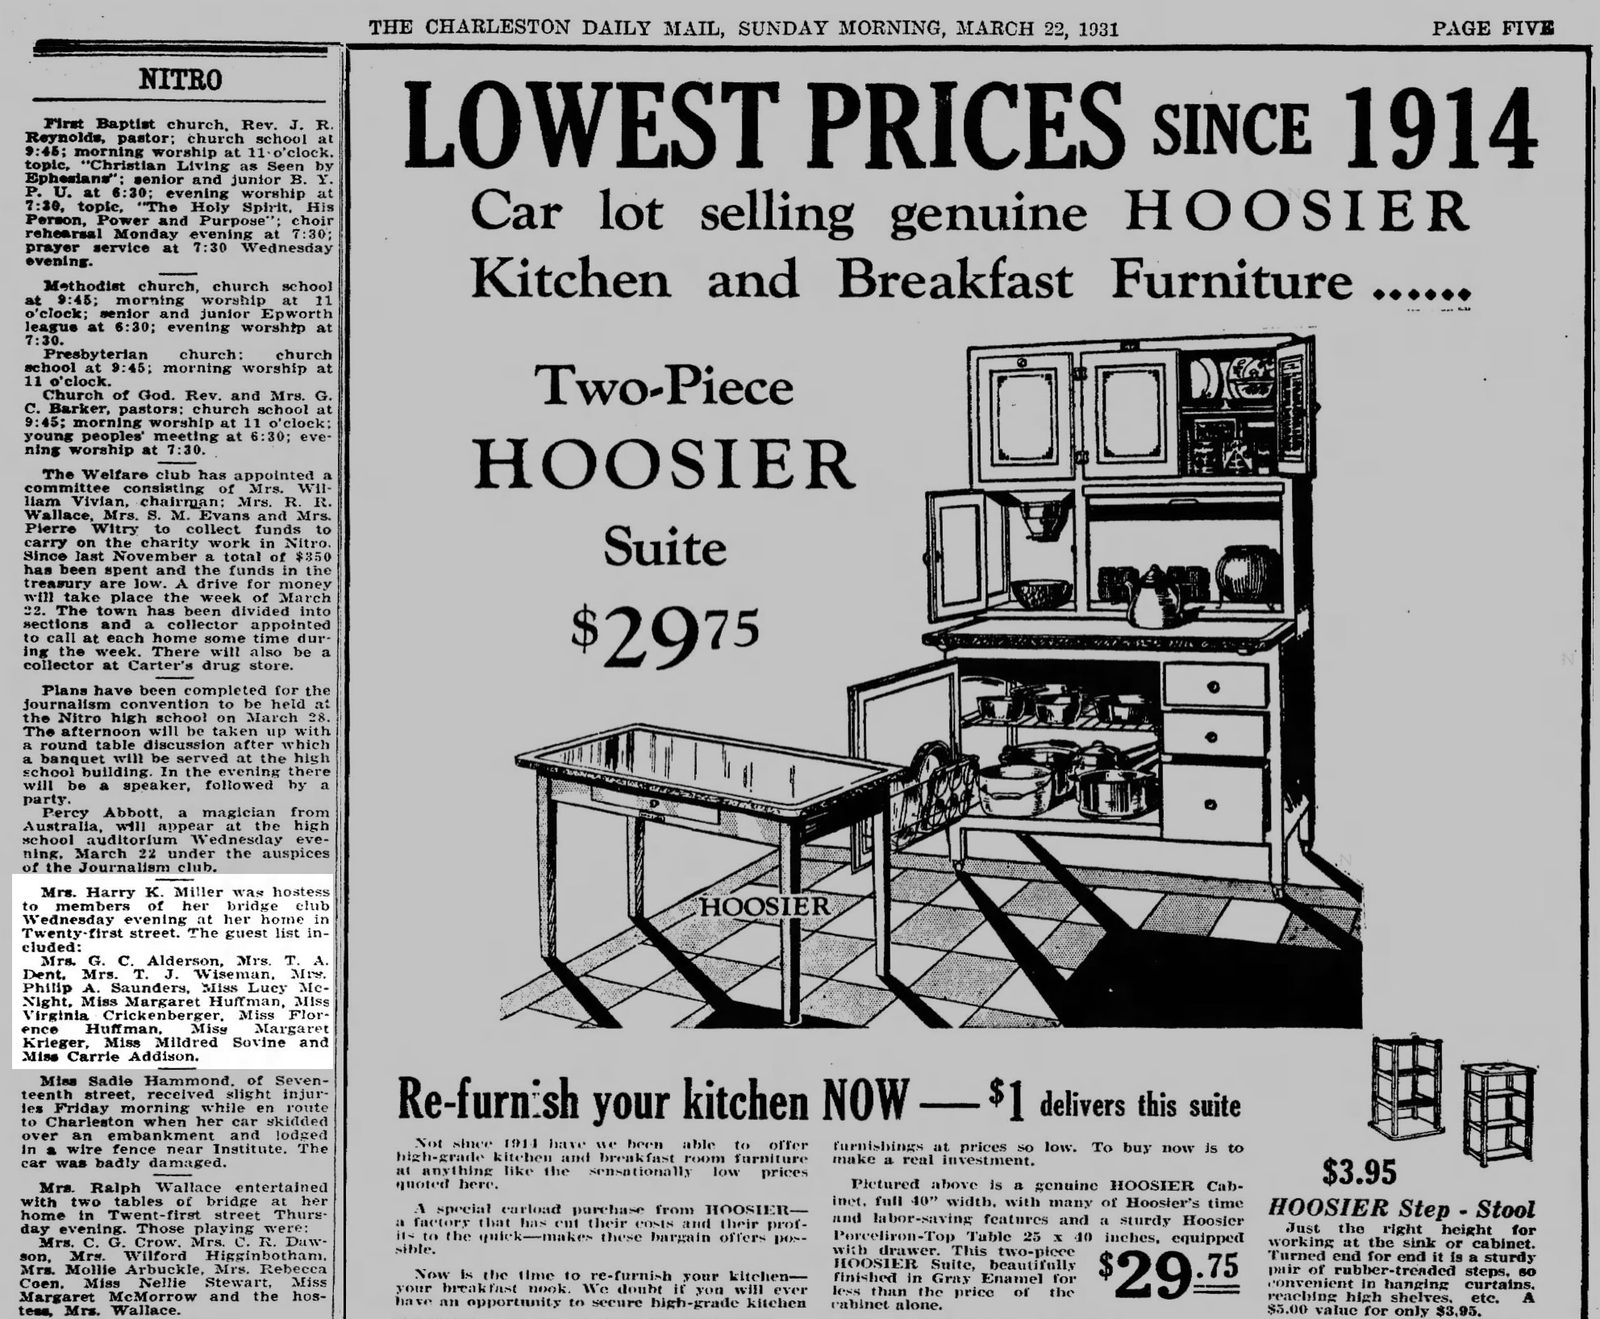 THE CHARLESTON DAILY MAIL, SUNDAY MORNING, MARCH 22, 1931
PAGE FIVE
NITRO
First Baptist church, Rev. J. R.
Reynolds, pastor; church school at
9:45; morning worship at 11 o'clock,
topic, "Christian Living as Seen by
Ephesians"; senior and junior B. Y.
P. U. at 6:30; evening worship at
7:30, topic, "The Holy Spirit, His
Person, Power and Purpose"; choir
rehearsal Monday evening at 7:30;
prayer service at 7:30 Wednesday
evening.
Methodist church, church school
at 9:45; morning worship at 11
o'clock; senior and junior Epworth
league at 6:30; evening worship at
7:30.
Presbyterian church: church
school at 9:45; morning worship at
11 o'clock.
Church of God. Rev. and Mrs. G.
C. Barker, pastors; church school at
9:45; morning worship at 11 o'clock;
young peoples' meeting at 6:30; eve-
ning worship at 7:30.
The Welfare club has appointed a
committee consisting of Mrs. Wil-
liam Vivian, chairman; Mrs. R. R.
Wallace, Mrs. S. M. Evans and Mrs.
Pierre Witry to collect funds to
carry on the charity work in Nitro.
Since last November a total of $350
has been spent and the funds in the
treasury are low. A drive for money
will take place the week of March
22. The town has been divided into
sections and a collector appointed
to call at each home some time dur-
ing the week. There will also be a
collector at Carter's drug store.
Plans have been completed for the
journalism convention to be held at
the Nitro high school on March 28.
The afternoon will be taken up with
a round table discussion after which
a banquet will be served at the high
school building. In the evening there
will be a speaker, followed by a
party.
Percy Abbott, a magician from
Australia, will appear at the high
school auditorium Wednesday eve-
ning, March 22 under the auspices
of the Journalism club.
Mrs. Harry K. Miller was hostess
to members of her bridge club
Wednesday evening at her home in
Twenty-first street. The guest list in-
cluded:
Mrs. G. C. Alderson, Mrs. T. A.
Dent, Mrs. T. J. Wiseman, Mrs.
Philip A. Saunders, Miss Lucy Mc-
Night, Miss Margaret Huffman, Miss
Virginia Crickenberger, Miss Flor-
ence Huffman, Miss Margaret
Krieger, Miss Mildred Sovine and
Miss Carrie Addison.
Miss Sadie Hammond, of Seven-
teenth street, received slight injur-
ies Friday morning while en route
to Charleston when her car skidded
over an embankment and lodged
in a wire fence near Institute. The
car was badly damaged.
Mrs. Ralph Wallace entertained
with two tables of bridge at her
home in Twent-first street Thurs-
day evening. Those playing were:
Mrs. C. G. Crow, Mrs. C. R. Daw-
son, Mrs. Wilford Higginbotham,
Mrs. Mollie Arbuckle, Mrs. Rebecca
Coen, Miss Nellie Stewart, Miss
Margaret McMorrow and the hos-
tess, Mrs. Wallace.
LOWEST PRICES SINCE 1914
Car lot selling genuine HOOSIER
Kitchen and Breakfast Furniture ......
Two-Piece
HOOSIER
Suite
$29 75
HOOSIER
Re-furnish your kitchen NOW — $1 delivers this suite
Not since 1914 have we been able to offer
high-grade kitchen and breakfast room furniture
at anything like the sensationally low prices
quoted here.
A special carload purchase from HOOSIER—
a factory that has cut their costs and their prof-
its to the quick—makes these bargain offers pos-
sible.
Now is the time to re-furnish your kitchen—
your breakfast nook. We doubt if you will ever
have an opportunity to secure high-grade kitchen
furnishings at prices so low. To buy now is to
make a real investment.
Pictured above is a genuine HOOSIER Cab-
inet, full 40" width, with many of Hoosier's time
and labor-saving features and a sturdy Hoosier
Porceliron-Top Table 25 x 40 inches, equipped
with drawer. This two-piece
HOOSIER Suite, beautifully
finished in Gray Enamel for
less than the price of the
cabinet alone.
$29.75
$3.95
HOOSIER Step - Stool
Just the right height for
working at the sink or cabinet.
Turned end for end it is a sturdy
pair of rubber-treaded steps, so
convenient in hanging curtains,
reaching high shelves, etc. A
$5.00 value for only $3.95.